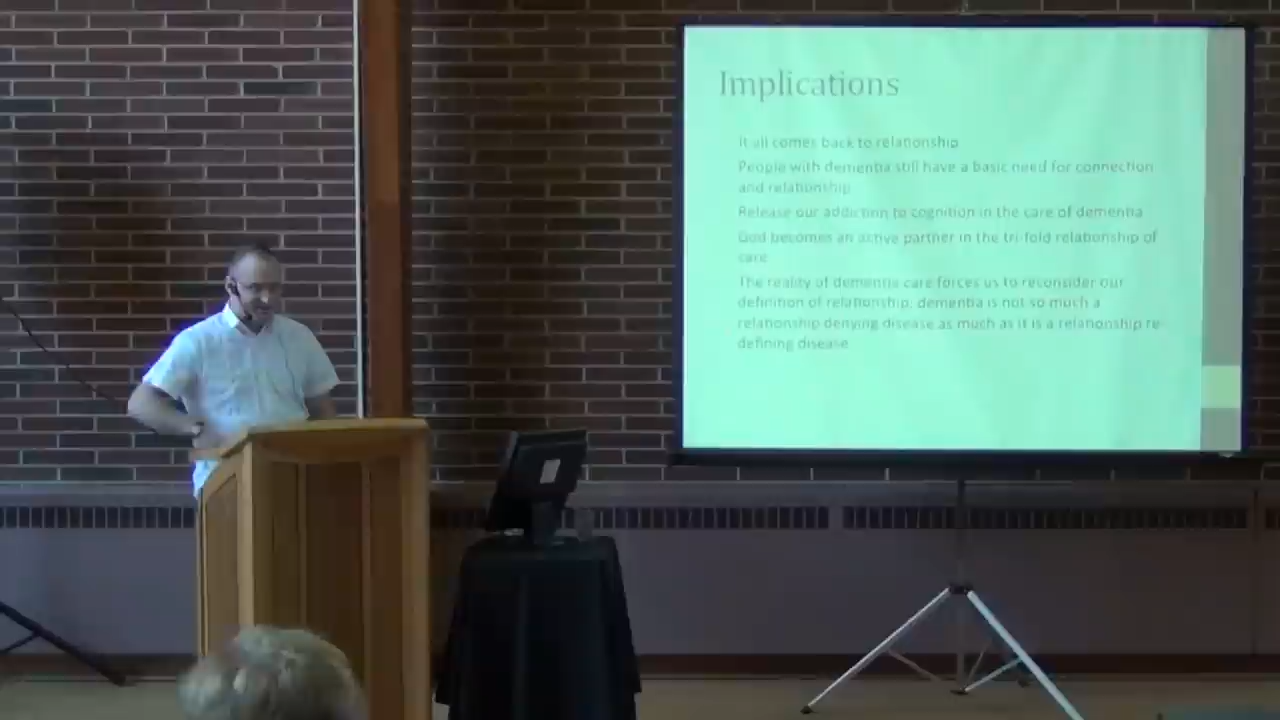 Implications
It all comes back to relationship
People with dementia still have a basic need for connection
and relationship
Release our addiction to cognition in the care of dementia
God becomes an active partner in the tri-fold relationship of
care
The reality of dementia care forces us to reconsider our
definition of relationship: dementia is not so much a
relationship denying disease as much as it is a relationship re-
defining disease